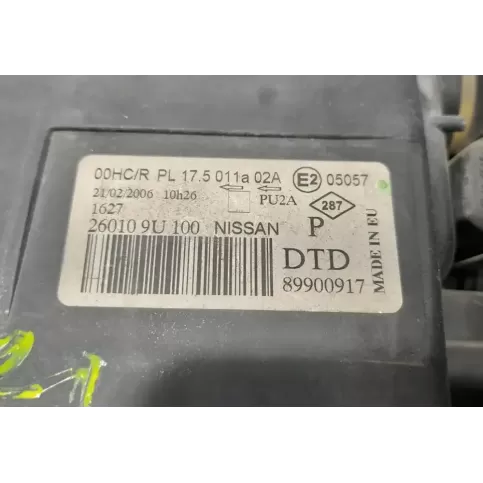 00HC/R PL 17.5 011a 02A E2 05057
21/02/2006 10h26 PU2A 287
1627
26010 9U 100 NISSAN P
DTD
89900917
MADE IN EU